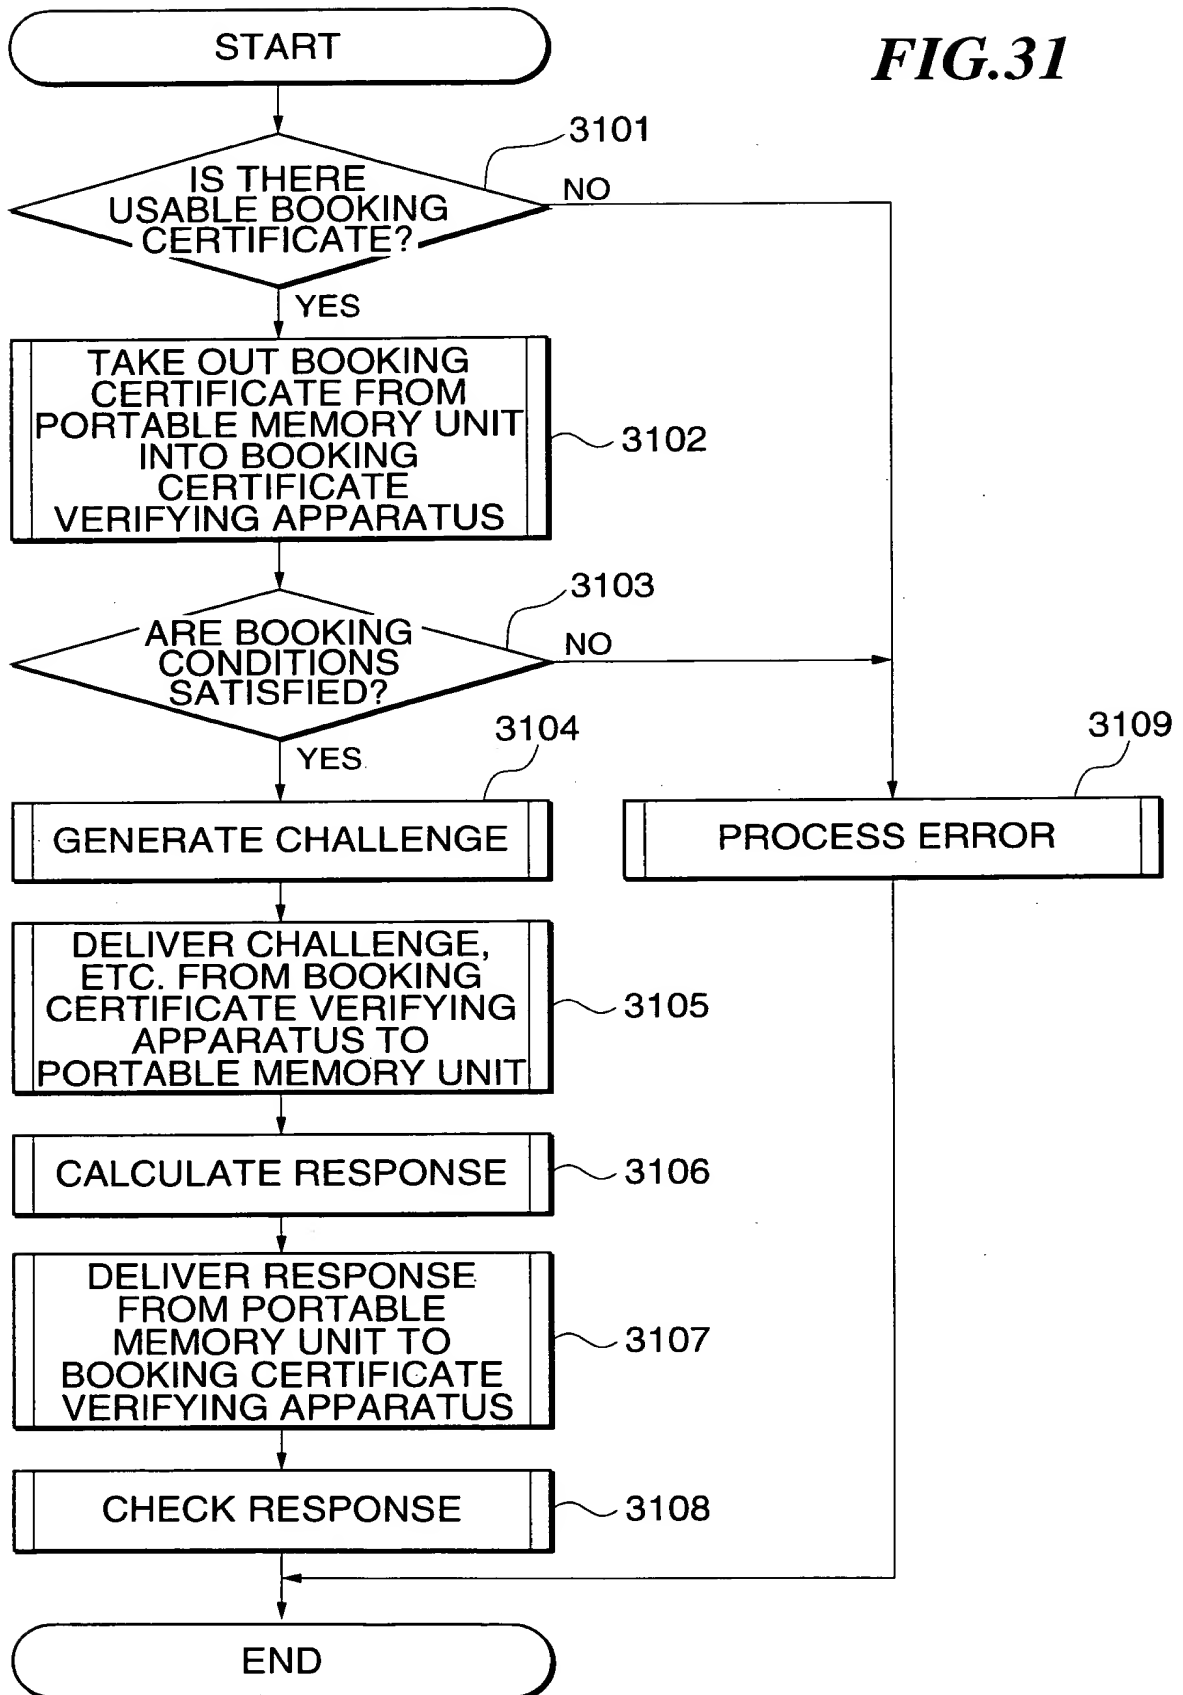 START
FIG.31
3101
IS THERE
USABLE BOOKING
CERTIFICATE?
NO
YES
TAKE OUT BOOKING
CERTIFICATE FROM
PORTABLE MEMORY UNIT
INTO BOOKING
CERTIFICATE
VERIFYING APPARATUS
3102
3103
ARE BOOKING
CONDITIONS
SATISFIED?
NO
YES
3104
3109
GENERATE CHALLENGE
PROCESS ERROR
DELIVER CHALLENGE,
ETC. FROM BOOKING
CERTIFICATE VERIFYING
APPARATUS TO
PORTABLE MEMORY UNIT
3105
CALCULATE RESPONSE
3106
DELIVER RESPONSE
FROM PORTABLE
MEMORY UNIT TO
BOOKING CERTIFICATE
VERIFYING APPARATUS
3107
CHECK RESPONSE
3108
END